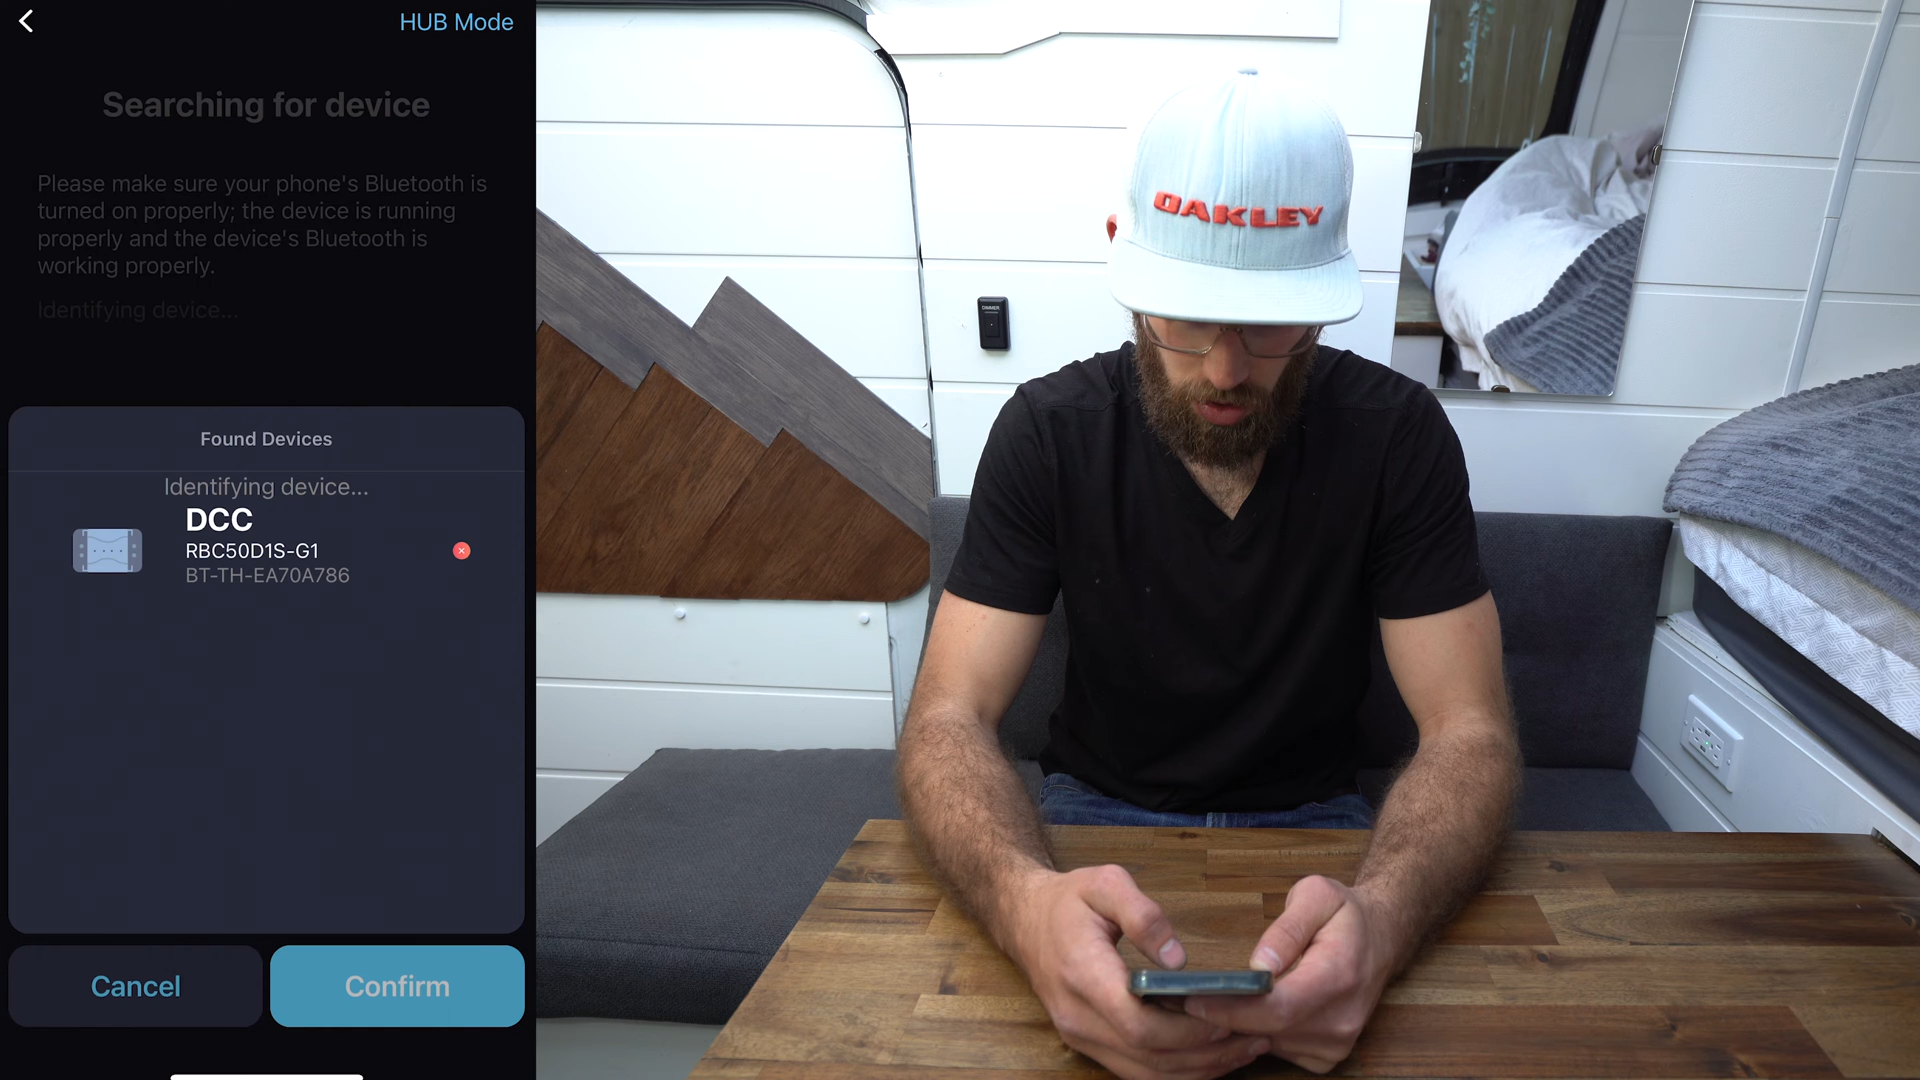 HUB Mode
Searching for device
Please make sure your phone's Bluetooth is
turned on properly; the device is running
properly and the device's Bluetooth is
working properly.
Identifying device...
Found Devices
Identifying device...
DCC
RBC50D1S-G1
BT-TH-EA70A786
Cancel
Confirm
OAKLEY
DIMMER